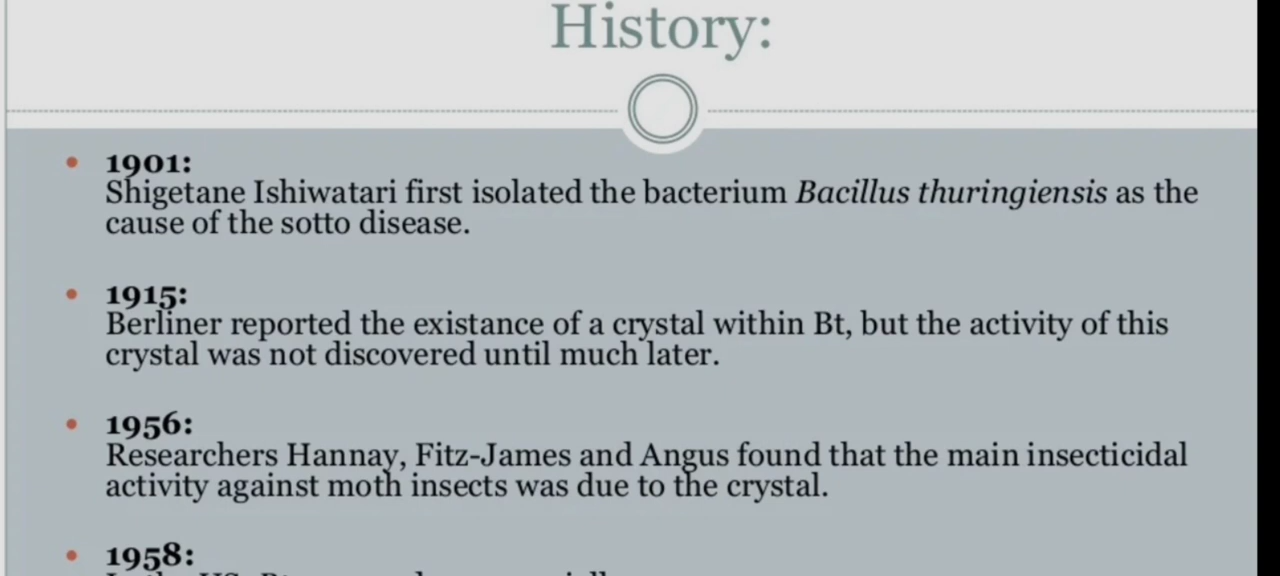 History:
1901:
Shigetane Ishiwatari first isolated the bacterium Bacillus thuringiensis as the
cause of the sotto disease.
1915:
Berliner reported the existance of a crystal within Bt, but the activity of this
crystal was not discovered until much later.
1956:
Researchers Hannay, Fitz-James and Angus found that the main insecticidal
activity against moth insects was due to the crystal.
1958: